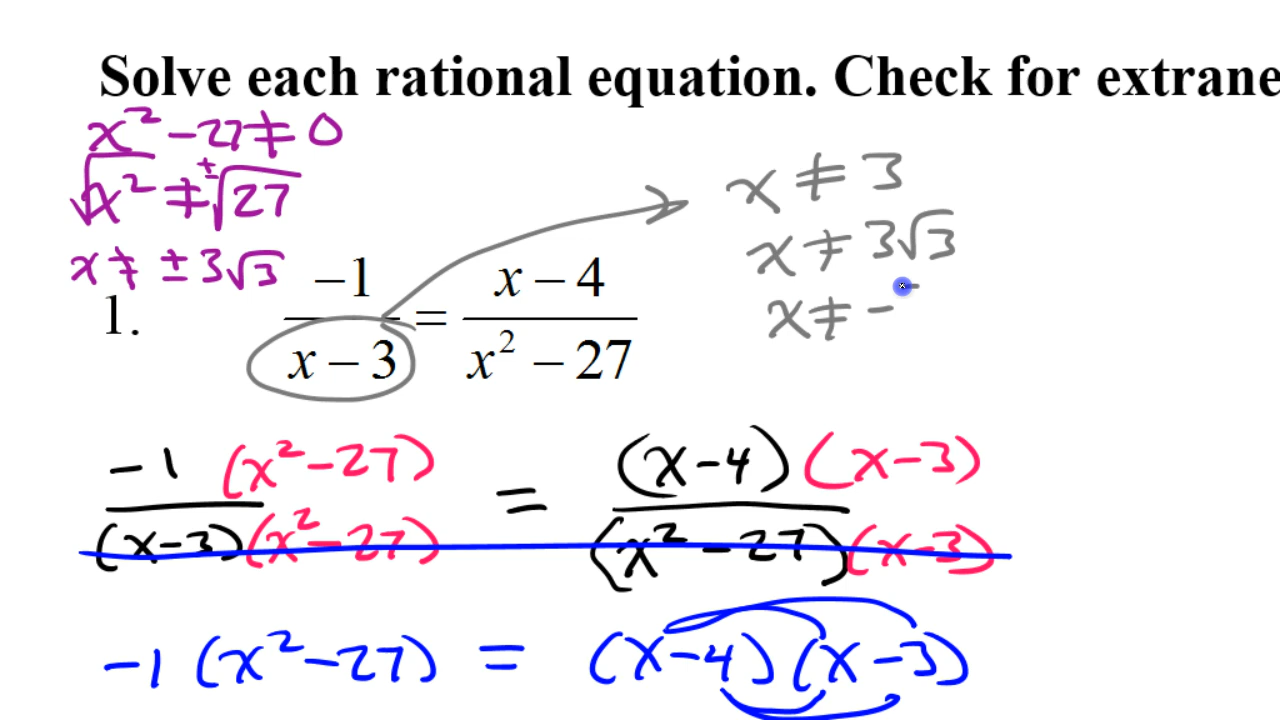 Solve each rational equation. Check for extrane
x² - 27 ≠ 0
√x² ≠ ±√27
x ≠ ± 3√3
x ≠ 3
x ≠ 3√3
x ≠ -
1. -1/(x - 3) = (x - 4)/(x² - 27)
-1 (x² - 27) / (x - 3)(x² - 27) = (x - 4)(x - 3) / (x² - 27)(x - 3)
-1 (x² - 27) = (x - 4)(x - 3)